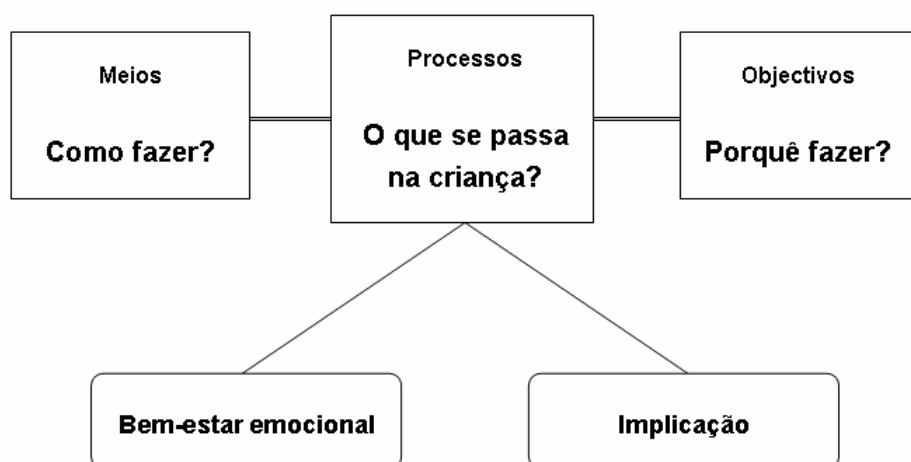 Meios
Como fazer?
Processos
O que se passa
na criança?
Objectivos
Porquê fazer?
Bem-estar emocional
Implicação